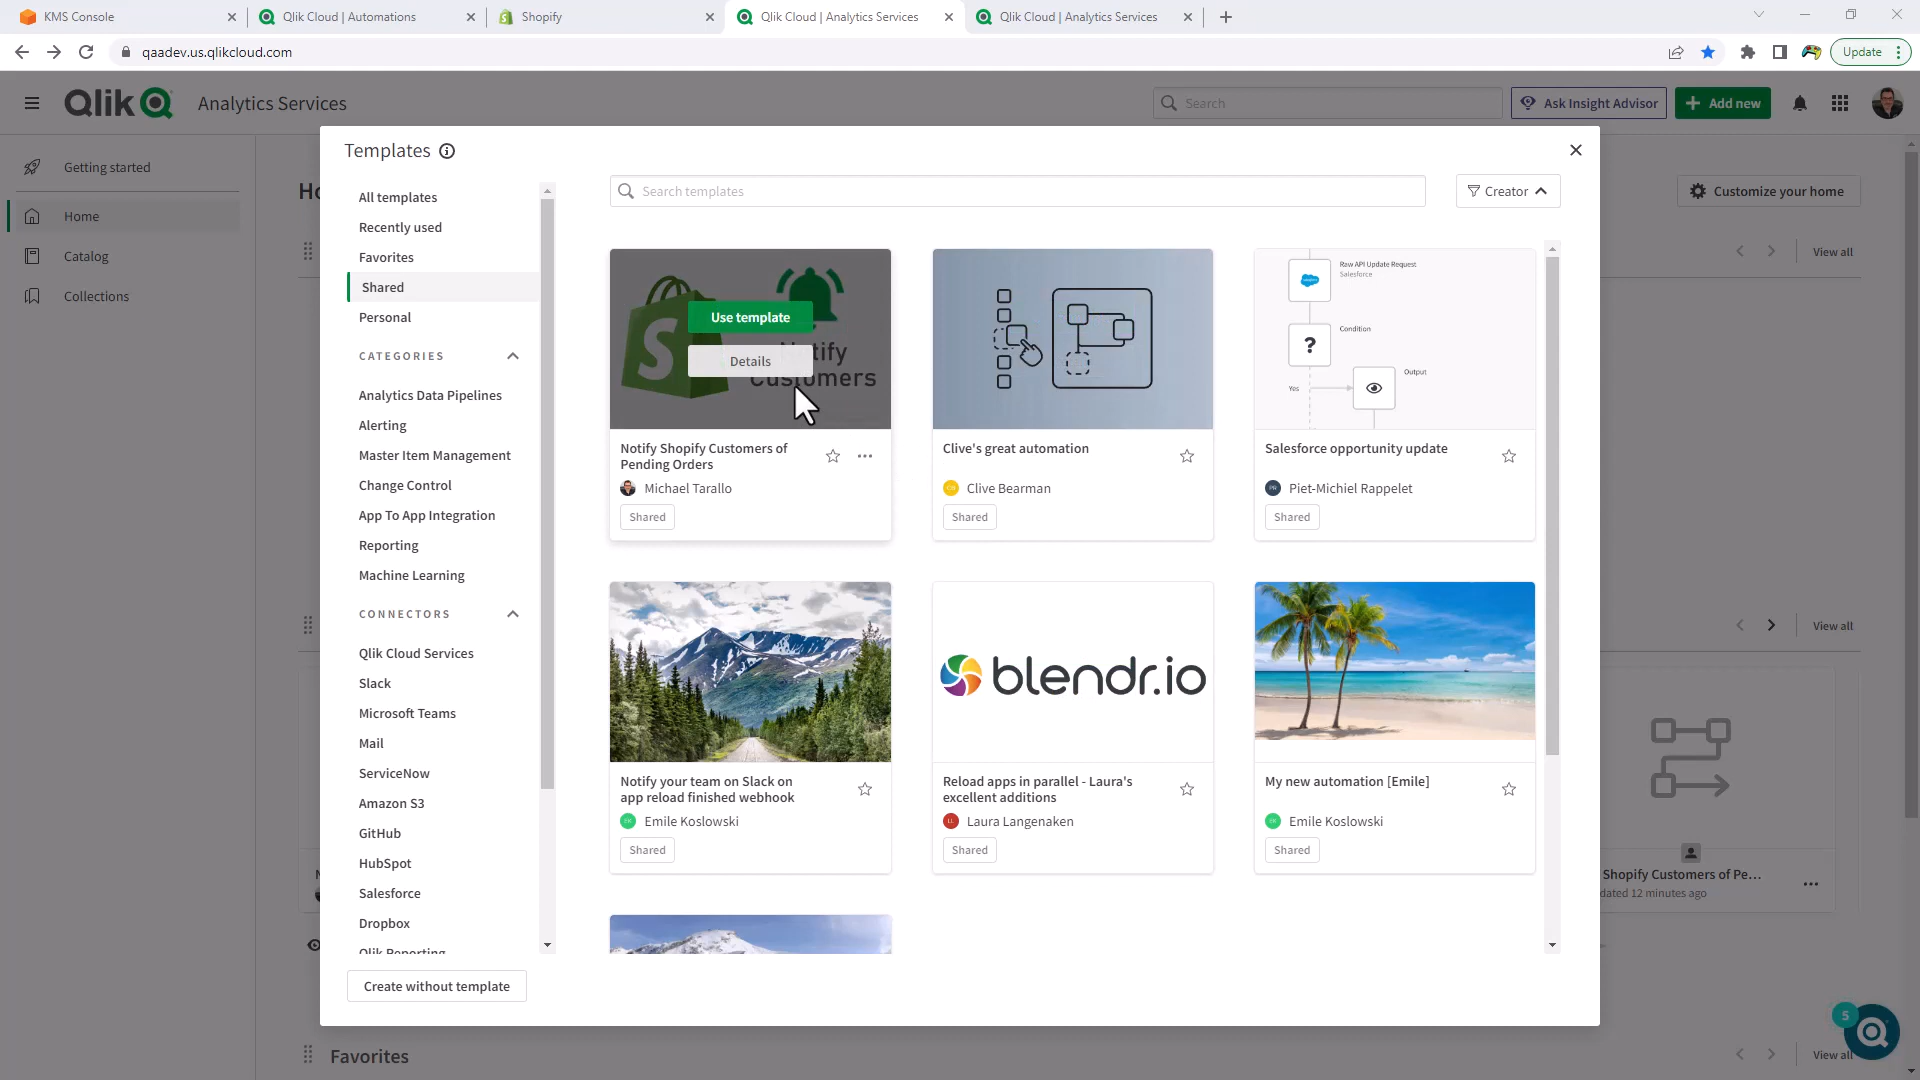 KMS Console
Qlik Cloud | Automations
Shopify
Qlik Cloud | Analytics Services
Qlik Cloud | Analytics Services
qaadev.us.qlikcloud.com
Update
Qlik
Analytics Services
Search
Ask Insight Advisor
Add new
Getting started
Home
Catalog
Collections
Customize your home
View all
View all
Templates
All templates
Recently used
Favorites
Shared
Personal
CATEGORIES
Analytics Data Pipelines
Alerting
Master Item Management
Change Control
App To App Integration
Reporting
Machine Learning
CONNECTORS
Qlik Cloud Services
Slack
Microsoft Teams
Mail
ServiceNow
Amazon S3
GitHub
HubSpot
Salesforce
Dropbox
Qlik Reporting
Create without template
Search templates
Creator
Use template
Details
Customers
Notify Shopify Customers of
Pending Orders
Michael Tarallo
Shared
Clive's great automation
Clive Bearman
Shared
Raw API Update Request
Salesforce
Condition
?
Yes
Output
Salesforce opportunity update
Piet-Michiel Rappelet
Shared
Notify your team on Slack on
app reload finished webhook
Emile Koslowski
Shared
blendr.io
Reload apps in parallel - Laura's
excellent additions
Laura Langenaken
Shared
My new automation [Emile]
Emile Koslowski
Shared
Shopify Customers of Pe...
dated 12 minutes ago
Favorites
View all
5